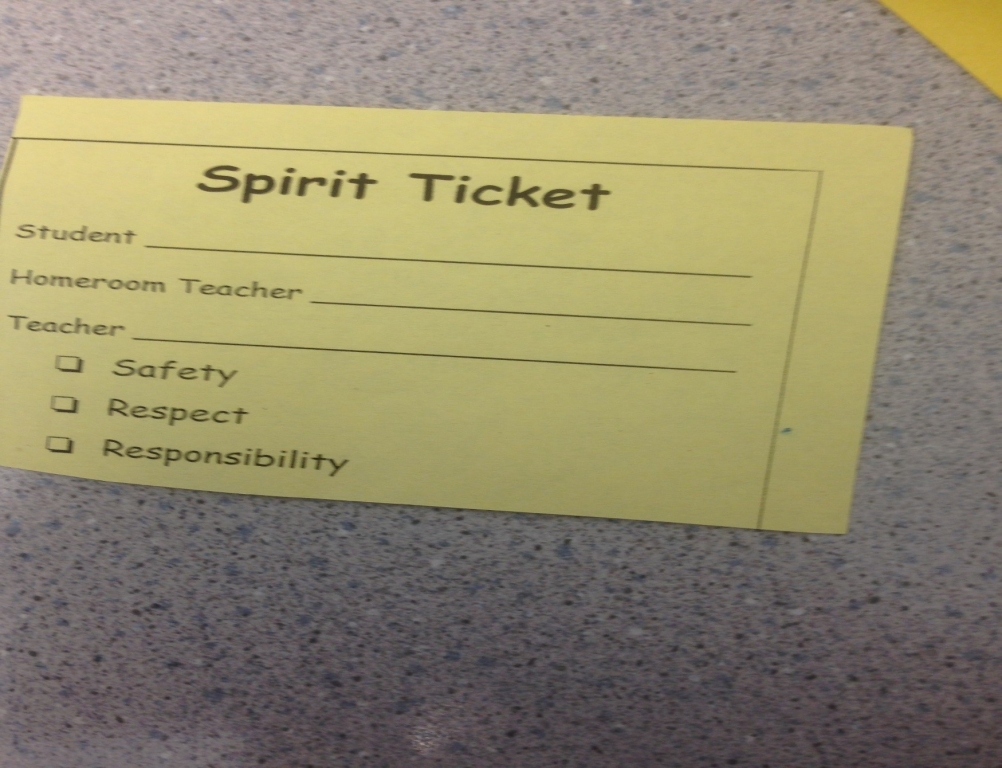 Spirit Ticket
Student
Homeroom Teacher
Teacher
Safety
Respect
Responsibility